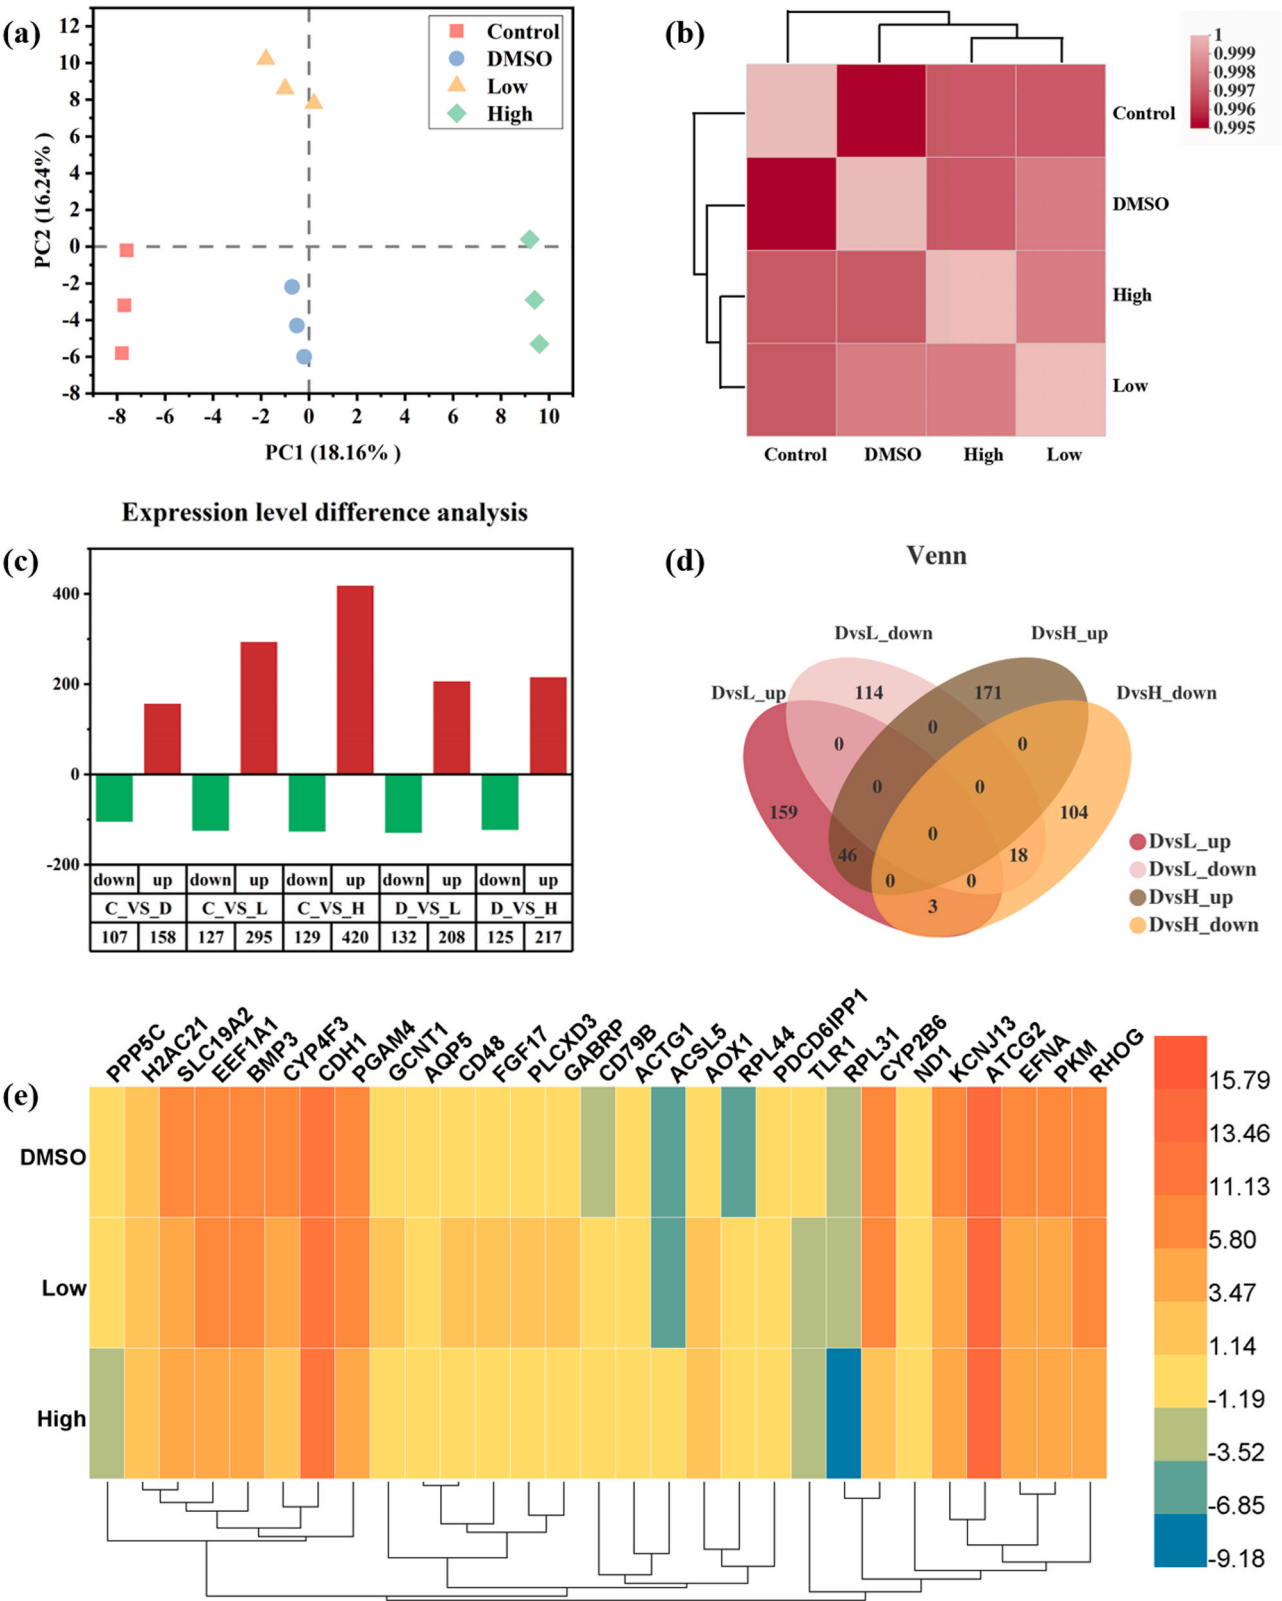 (a)
12
10
8
6
4
2
0
-2
-4
-6
-8
PC2 (16.24% )
-8
-6
-4
-2
0
2
4
6
8
10
PC1 (18.16% )
Control
DMSO
Low
High
(b)
1
0.999
0.998
0.997
0.996
0.995
Control
DMSO
High
Low
Control
DMSO
High
Low
Expression level difference analysis
(c)
400
200
0
-200
down up down up down up down up down up
C_VS_D C_VS_L C_VS_H D_VS_L D_VS_H
107 158 127 295 129 420 132 208 125 217
(d)
Venn
DvsL_down
DvsH_up
DvsL_up
DvsH_down
114
171
0
0
0
0
0
159
104
0
46
18
0
0
3
DvsL_up
DvsL_down
DvsH_up
DvsH_down
(e)
PPP5C
H2AC21
SLC19A2
EEF1A1
BMP3
CYP4F3
CDH1
PGAM4
GCNT1
AQP5
CD48
FGF17
PLCXD3
GABRP
CD79B
ACTG1
ACSL5
AOX1
RPL44
PDCD6IPP1
TLR1
RPL31
CYP2B6
ND1
KCNJ13
ATCG2
EFNA
PKM
RHOG
DMSO
Low
High
15.79
13.46
11.13
5.80
3.47
1.14
-1.19
-3.52
-6.85
-9.18